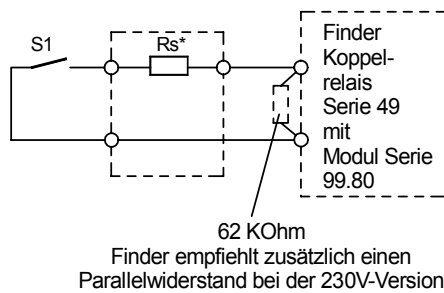 S1
Rs*
Finder
Koppel-
relais
Serie 49
mit
Modul Serie
99.80
62 KOhm
Finder empfiehlt zusätzlich einen
Parallelwiderstand bei der 230V-Version